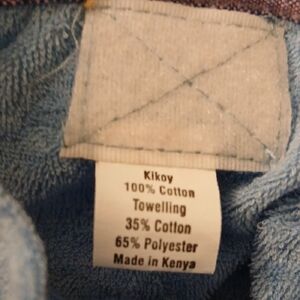 Kikoy
100% Cotton
Towelling
35% Cotton
65% Polyester
Made in Kenya